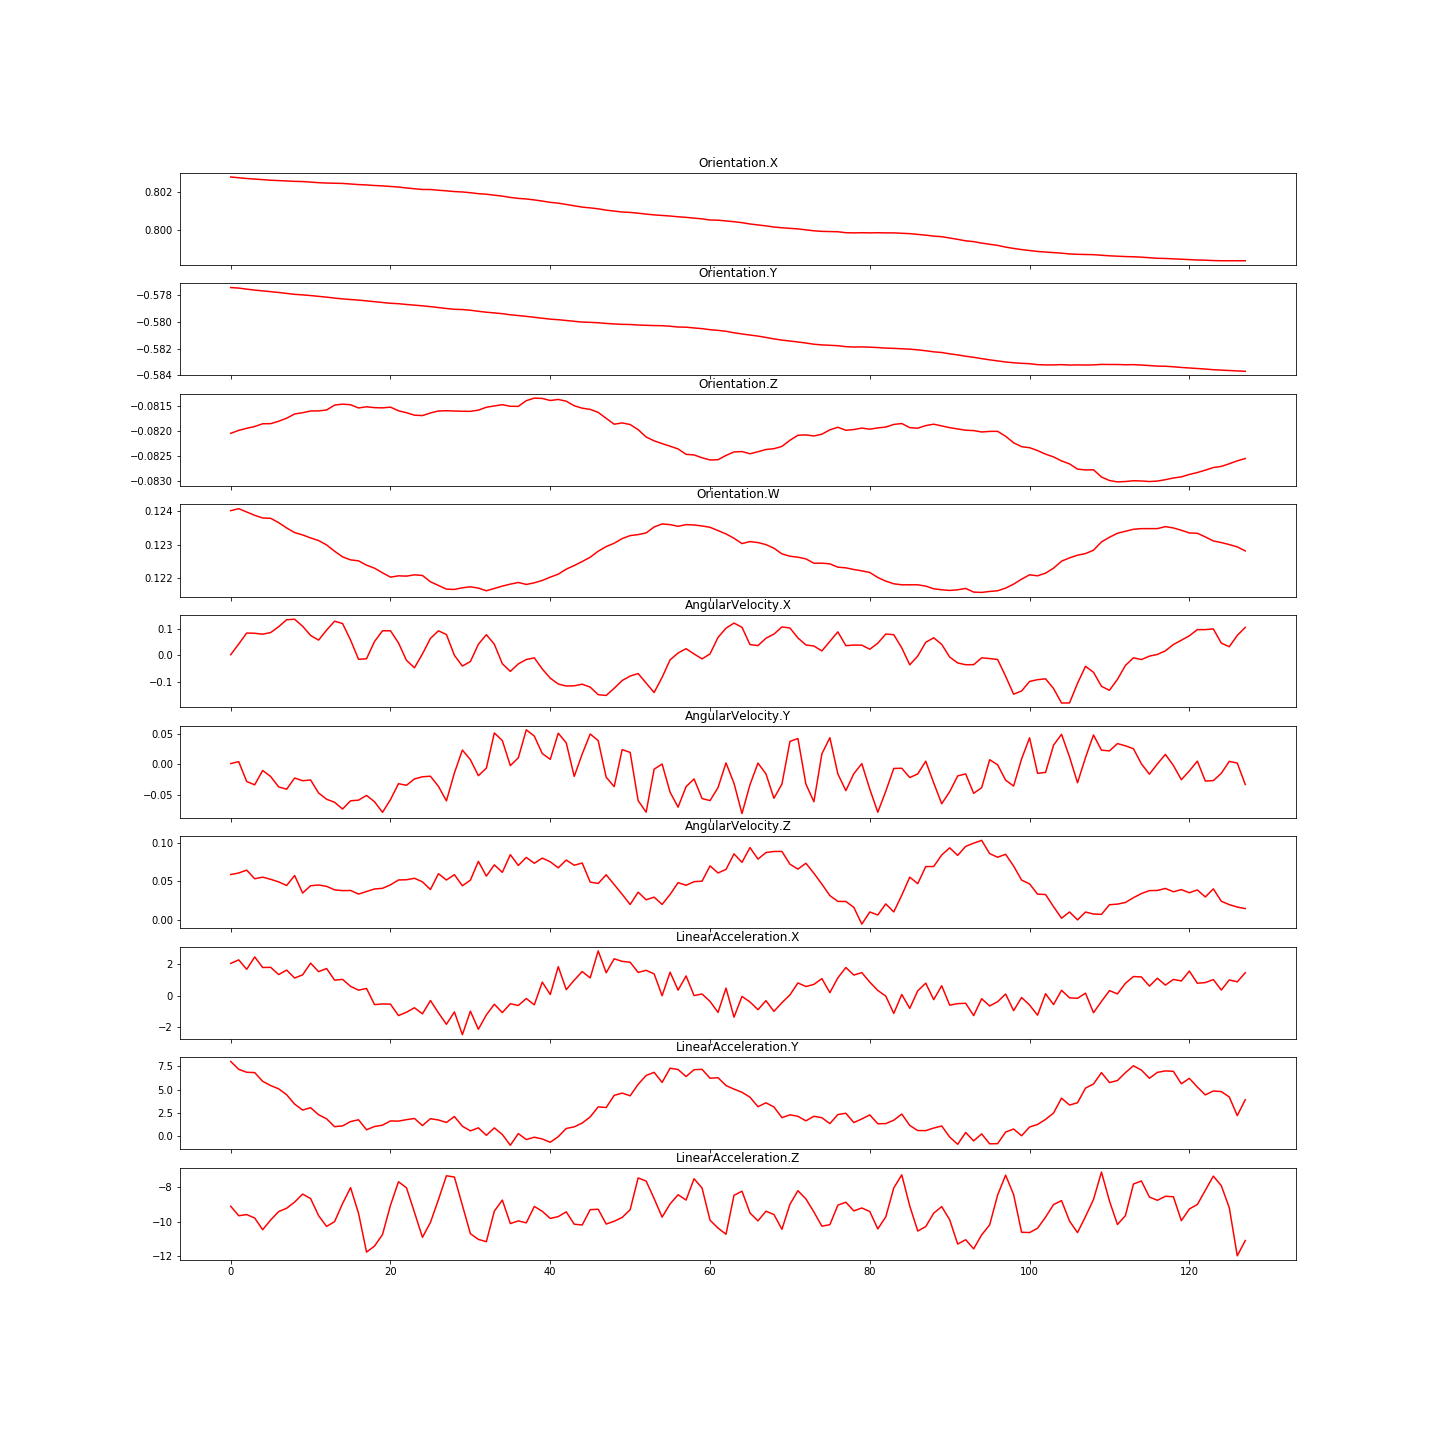 Orientation.X
0.802
0.800
Orientation.Y
−0.578
−0.580
−0.582
−0.584
Orientation.Z
−0.0815
−0.0820
−0.0825
−0.0830
Orientation.W
0.124
0.123
0.122
AngularVelocity.X
0.1
0.0
−0.1
AngularVelocity.Y
0.05
0.00
−0.05
AngularVelocity.Z
0.10
0.05
0.00
LinearAcceleration.X
2
0
−2
LinearAcceleration.Y
7.5
5.0
2.5
0.0
LinearAcceleration.Z
−8
−10
−12
0 20 40 60 80 100 120